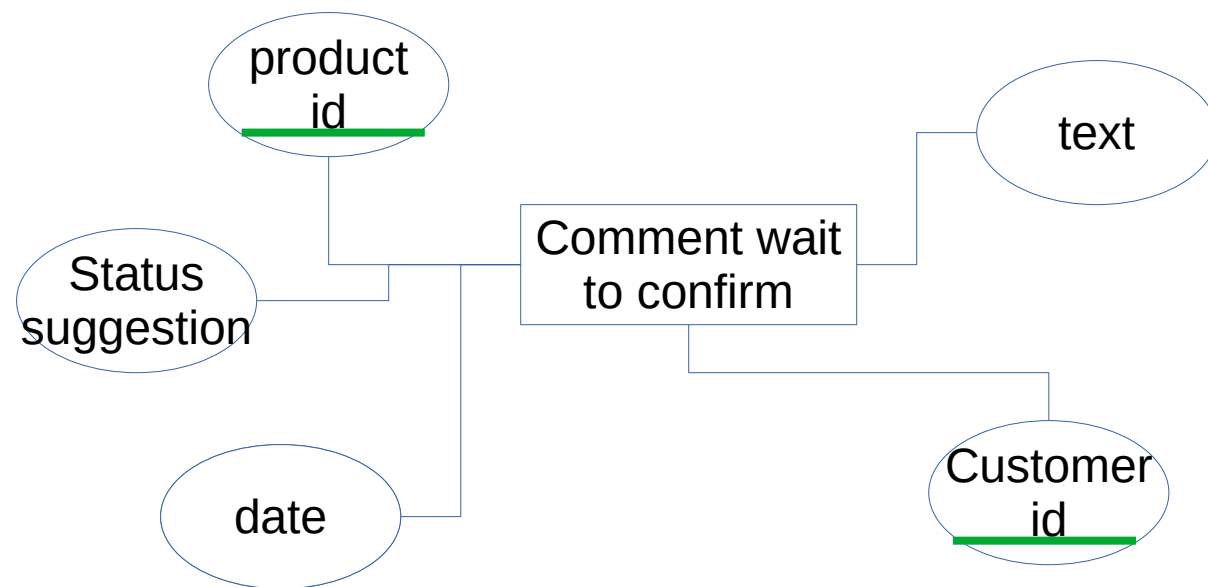 product
id
text
Comment wait
to confirm
Status
suggestion
date
Customer
id